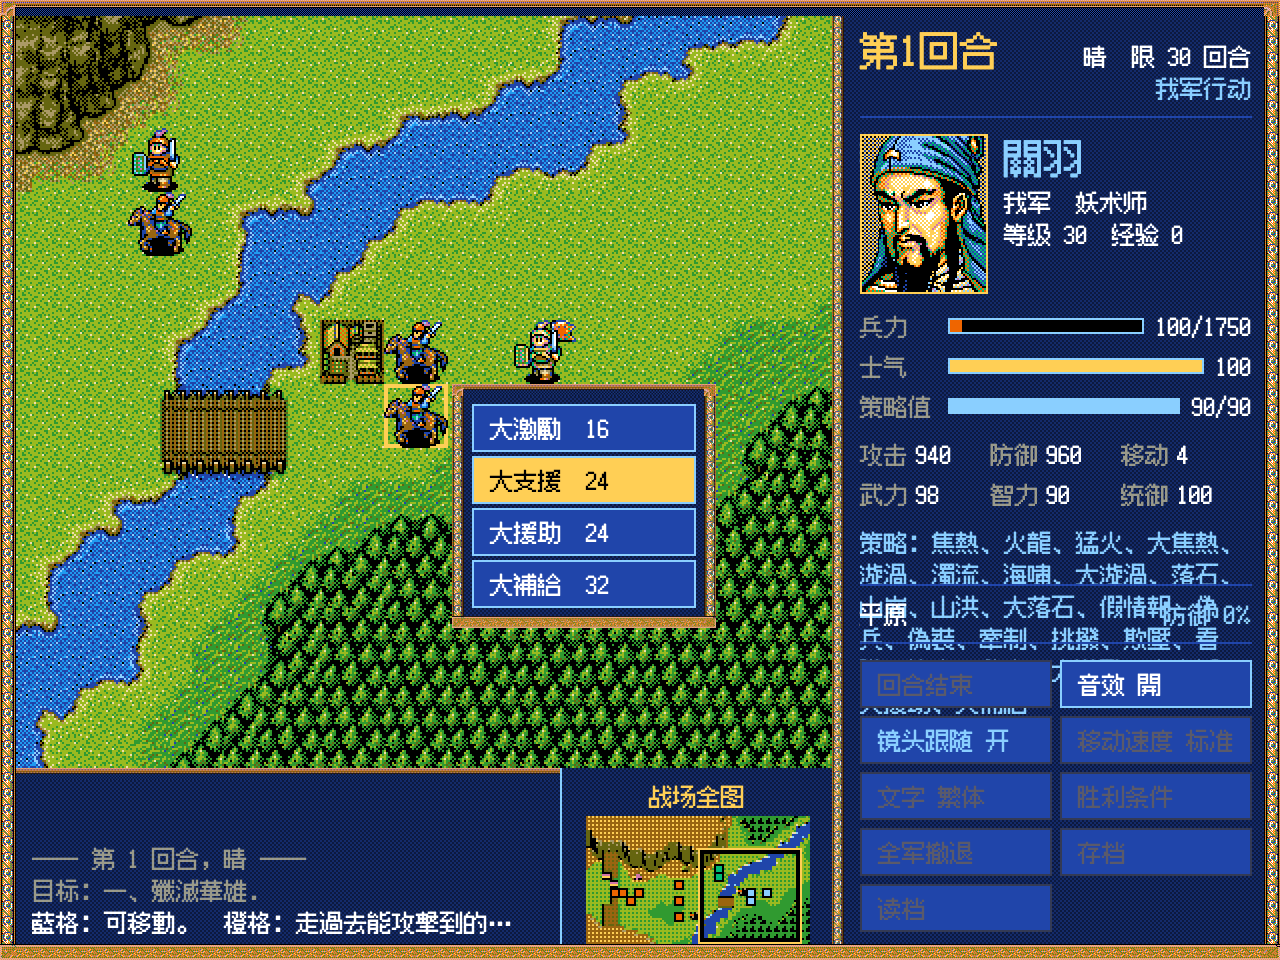 第1回合
晴 限 30 回合
我军行动
關羽
我军 妖术师
等级 30 经验 0
兵力 100/1750
士气 100
策略值 90/90
攻击 940 防御 960 移动 4
武力 98 智力 90 统御 100
策略：焦熱、火龍、猛火、大焦熱、
漩渦、濁流、海嘯、大漩渦、落石、
山崩、山洪、大落石、假情報、偽
中原 防御 0%
兵、偽裝、牽制、挑撥、欺壓、看
回合结束 音效 開
镜头跟随 开 移动速度 标准
文字 繁体 胜利条件
全军撤退 存档
读档
大激勵 16
大支援 24
大援助 24
大補給 32
战场全图
—— 第 1 回合，晴 ——
目标：一、殲滅華雄．
藍格：可移動。 橙格：走過去能攻擊到的…